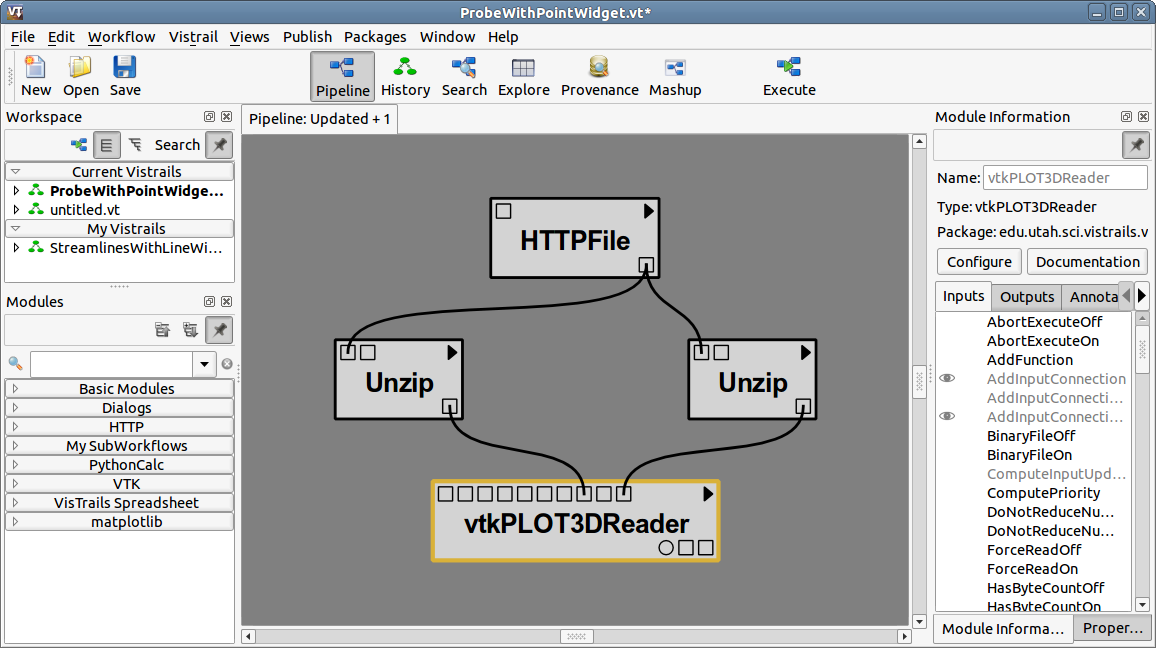 VT ProbeWithPointWidget.vt*
File Edit Workflow Vistrail Views Publish Packages Window Help
New Open Save Pipeline History Search Explore Provenance Mashup Execute
Workspace
Search
Current Vistrails
ProbeWithPointWidge...
untitled.vt
My Vistrails
StreamlinesWithLineWi...
Modules
Basic Modules
Dialogs
HTTP
My SubWorkflows
PythonCalc
VTK
VisTrails Spreadsheet
matplotlib
Pipeline: Updated + 1
HTTPFile
Unzip Unzip
vtkPLOT3DReader
Module Information
Name: vtkPLOT3DReader
Type: vtkPLOT3DReader
Package: edu.utah.sci.vistrails.v
Configure Documentation
Inputs Outputs Annota
AbortExecuteOff
AbortExecuteOn
AddFunction
AddInputConnection
AddInputConnecti...
AddInputConnecti...
BinaryFileOff
BinaryFileOn
ComputeInputUpd...
ComputePriority
DoNotReduceNu...
DoNotReduceNu...
ForceReadOff
ForceReadOn
HasByteCountOff
HasByteCountOn
Module Informa... Proper...